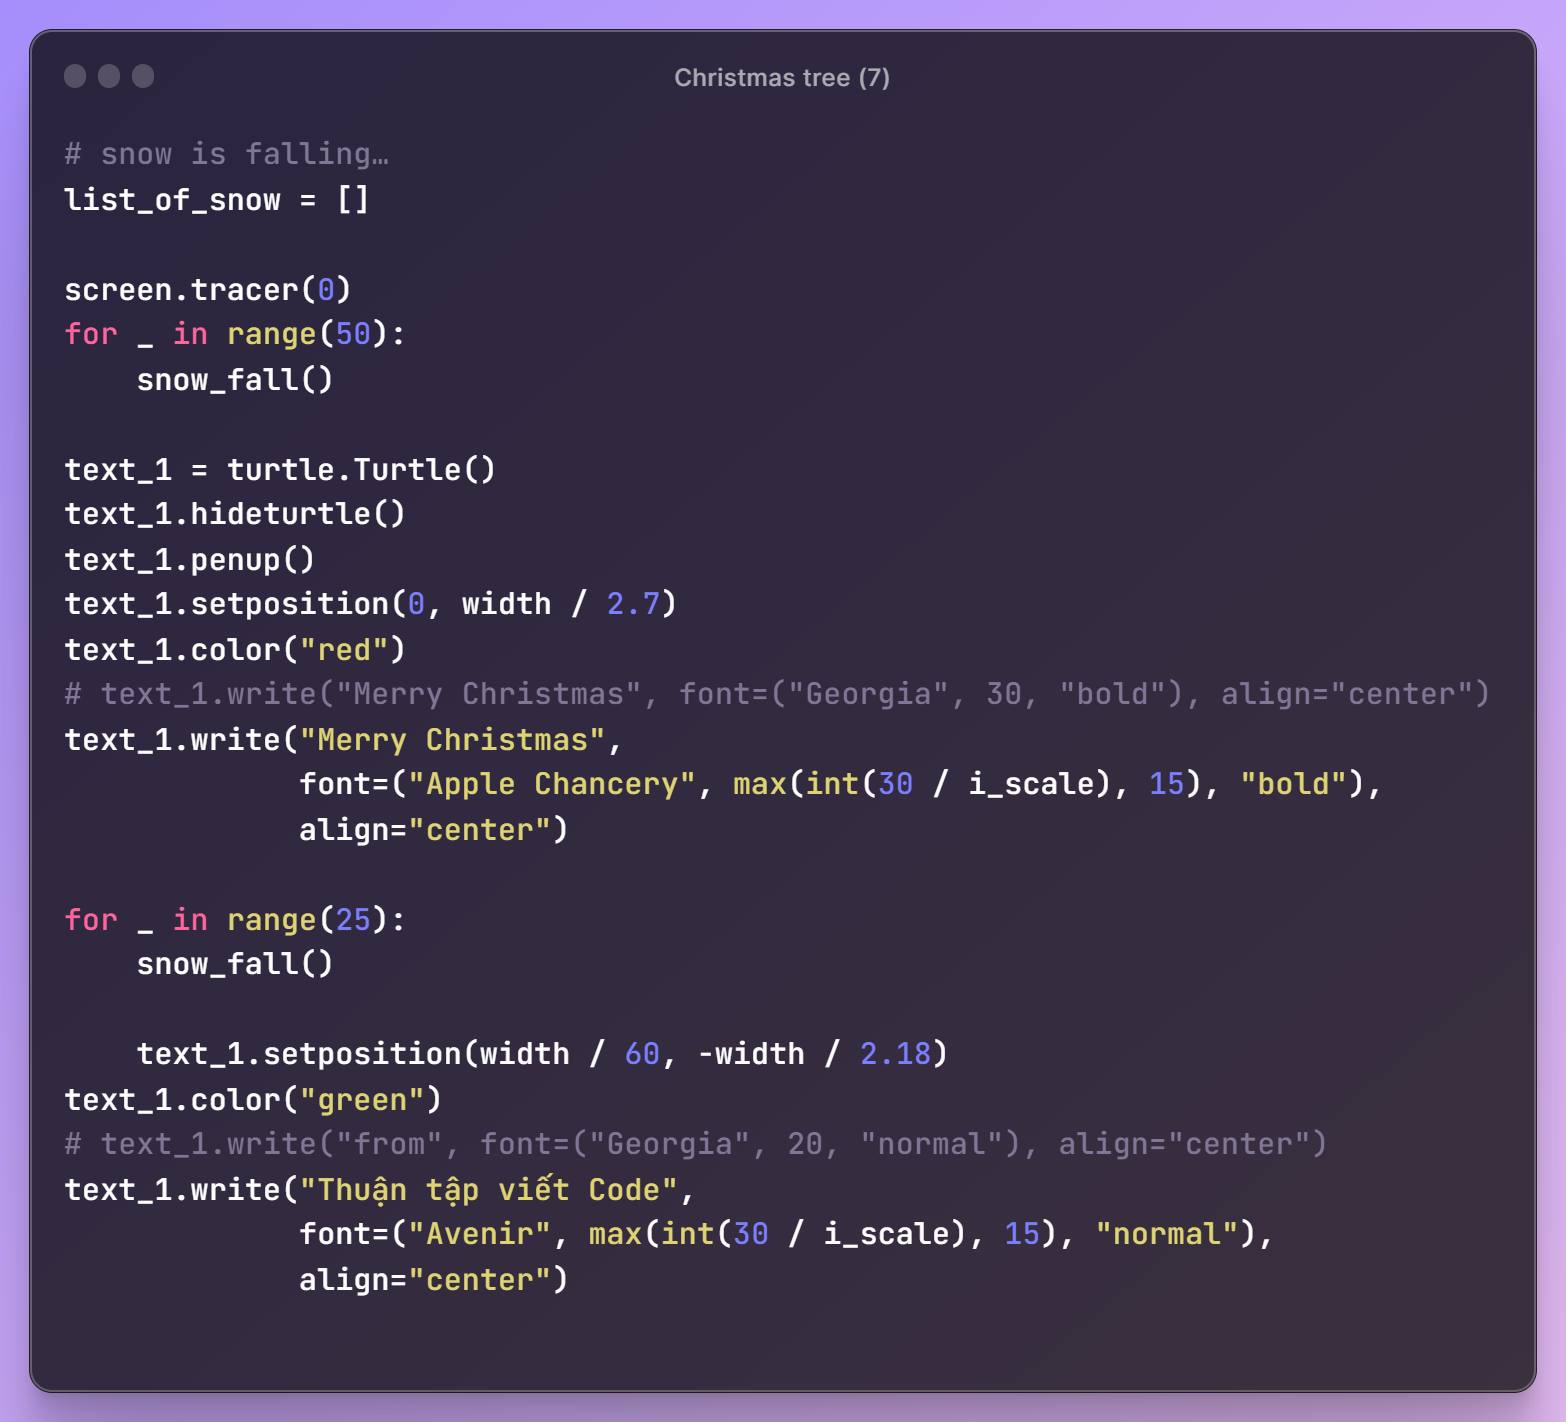 Christmas tree (7)
# snow is falling…
list_of_snow = []
screen.tracer(0)
for _ in range(50):
    snow_fall()
text_1 = turtle.Turtle()
text_1.hideturtle()
text_1.penup()
text_1.setposition(0, width / 2.7)
text_1.color("red")
# text_1.write("Merry Christmas", font=("Georgia", 30, "bold"), align="center")
text_1.write("Merry Christmas",
             font=("Apple Chancery", max(int(30 / i_scale), 15), "bold"),
             align="center")
for _ in range(25):
    snow_fall()
    text_1.setposition(width / 60, -width / 2.18)
text_1.color("green")
# text_1.write("from", font=("Georgia", 20, "normal"), align="center")
text_1.write("Thuận tập viết Code",
             font=("Avenir", max(int(30 / i_scale), 15), "normal"),
             align="center")